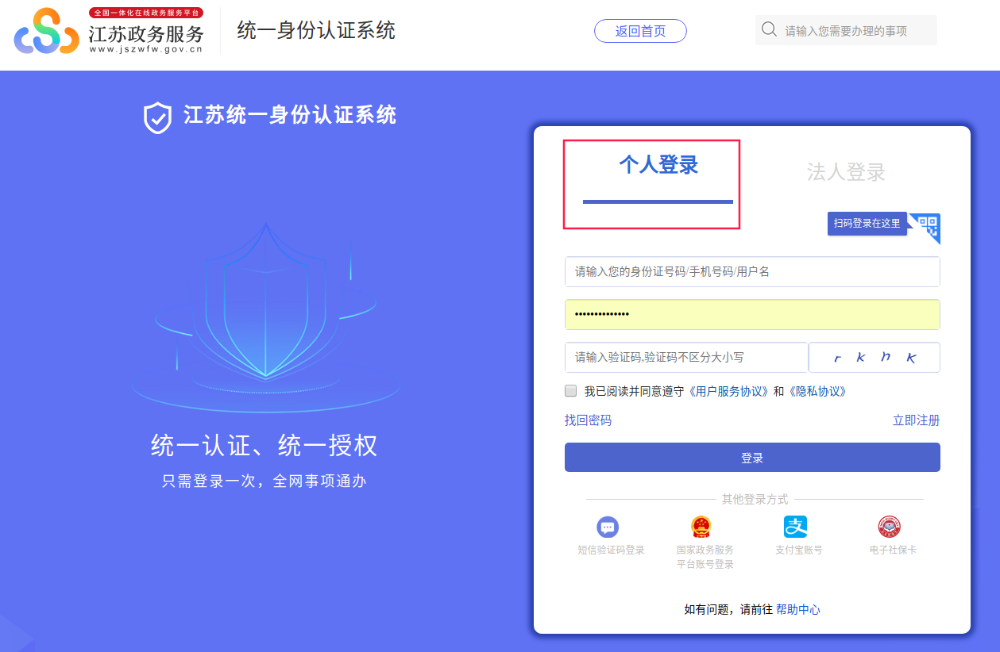 全国一体化在线政务服务平台
江苏政务服务
www.jszwfw.gov.cn
统一身份认证系统
返回首页
请输入您需要办理的事项
江苏统一身份认证系统
统一认证、统一授权
只需登录一次，全网事项通办
个人登录
法人登录
扫码登录在这里
请输入您的身份证号码/手机号码/用户名
••••••••••••••
请输入验证码,验证码不区分大小写
r k h k
我已阅读并同意遵守《用户服务协议》和《隐私协议》
找回密码
立即注册
登录
其他登录方式
短信验证码登录
国家政务服务
平台账号登录
支付宝账号
电子社保卡
如有问题，请前往 帮助中心